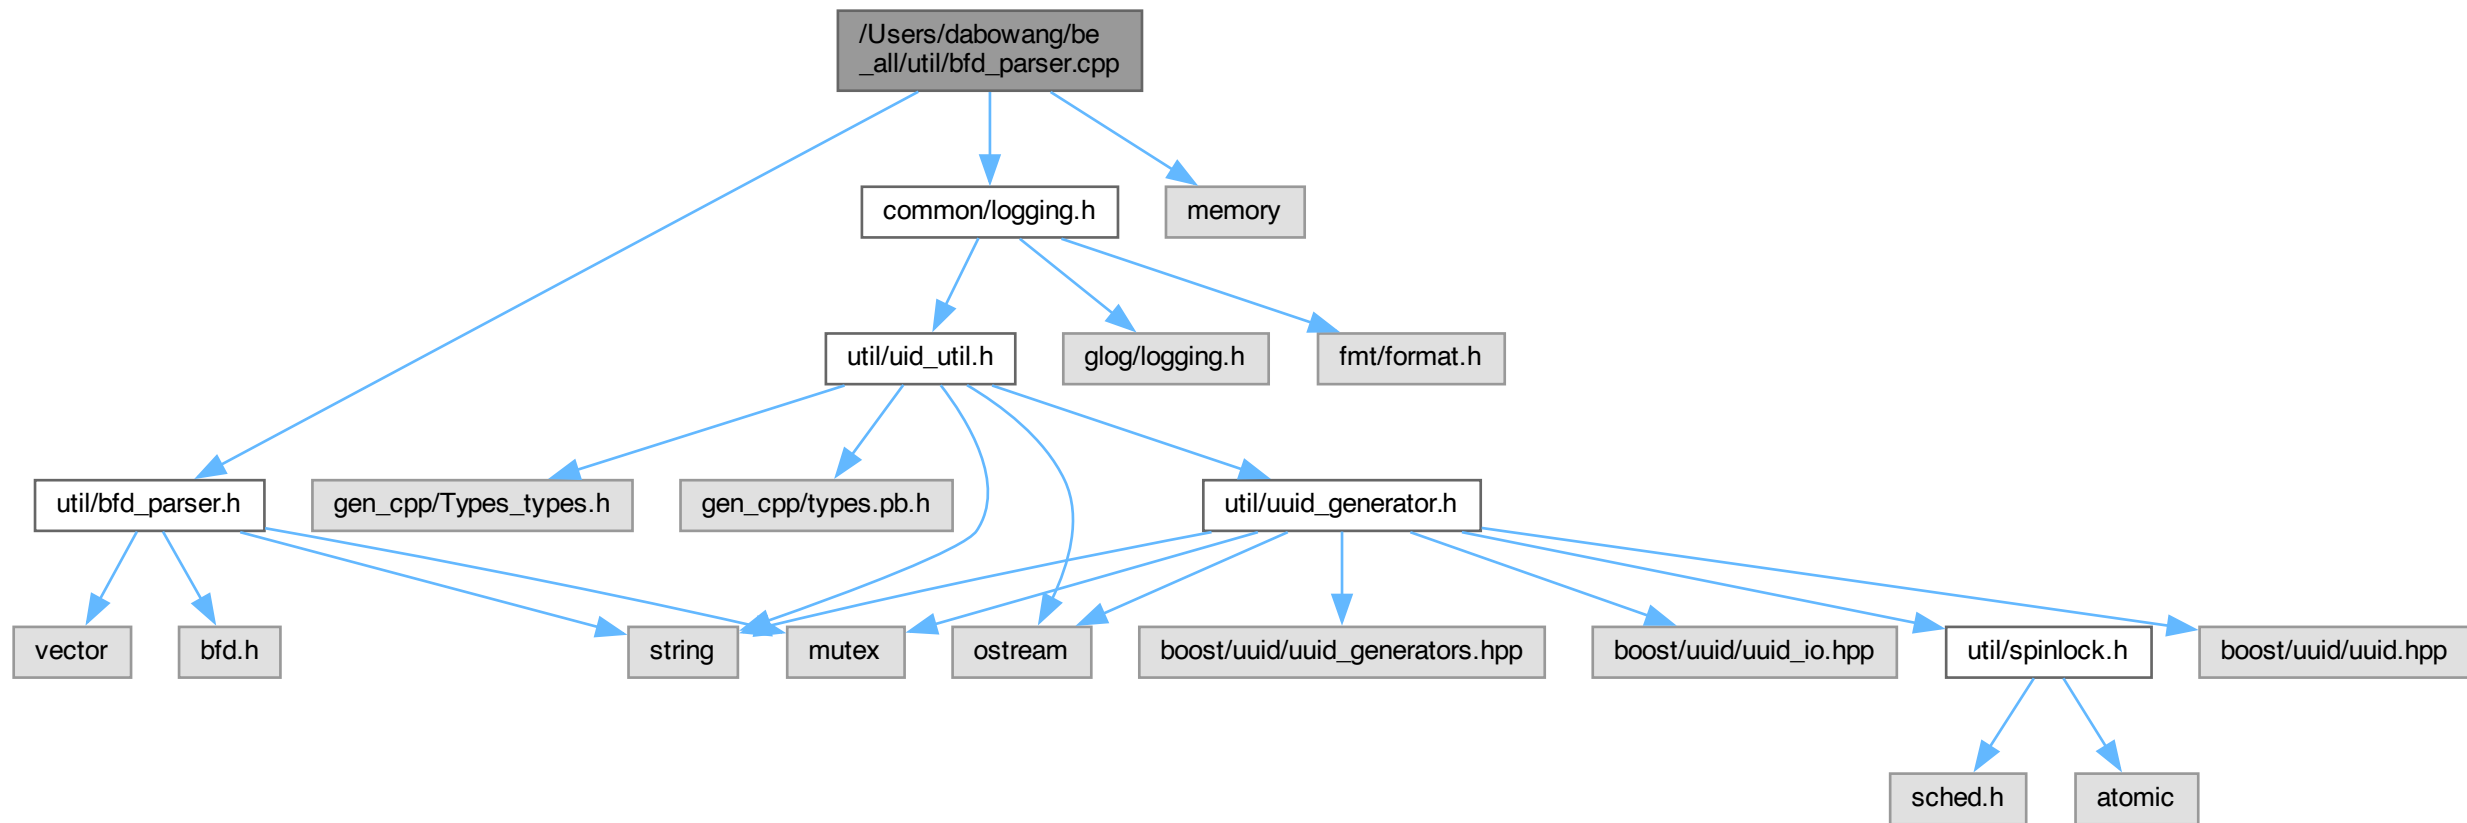 /Users/dabowang/be
_all/util/bfd_parser.cpp
common/logging.h
memory
util/uid_util.h
glog/logging.h
fmt/format.h
util/bfd_parser.h
gen_cpp/Types_types.h
gen_cpp/types.pb.h
util/uuid_generator.h
vector
bfd.h
string
mutex
ostream
boost/uuid/uuid_generators.hpp
boost/uuid/uuid_io.hpp
util/spinlock.h
boost/uuid/uuid.hpp
sched.h
atomic